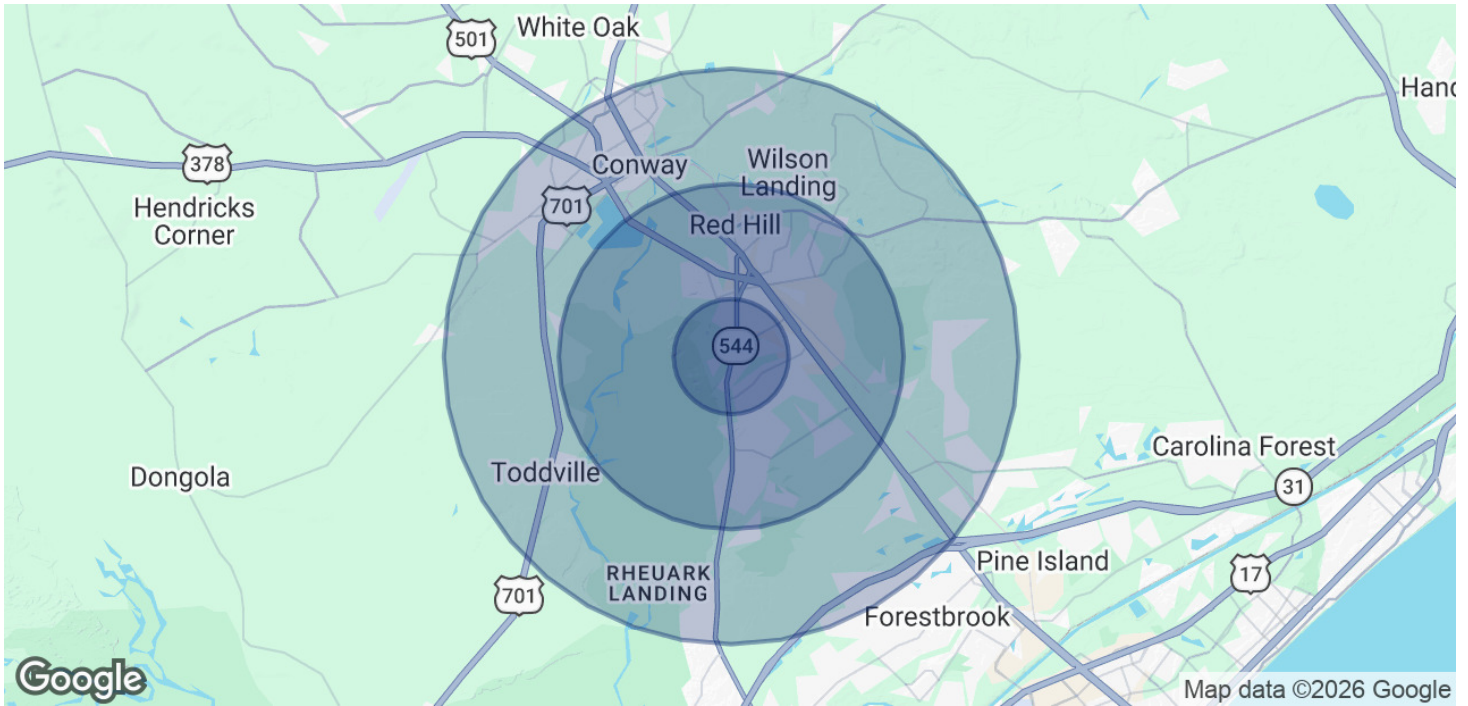 White Oak
501
Hand
378
Conway
Wilson
Landing
701
Hendricks
Corner
Red Hill
544
Carolina Forest
Dongola
Toddville
31
RHEUARK
LANDING
Pine Island
17
701
Forestbrook
Google
Map data ©2026 Google